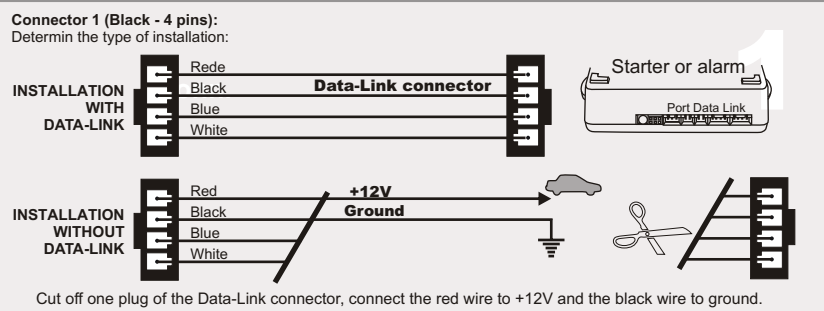 Connector 1 (Black - 4 pins):
Determin the type of installation:
1
INSTALLATION
WITH
DATA-LINK
Rede
Black
Blue
White
Data-Link connector
Starter or alarm
Port Data Link
INSTALLATION
WITHOUT
DATA-LINK
Red
Black
Blue
White
+12V
Ground
Cut off one plug of the Data-Link connector, connect the red wire to +12V and the black wire to ground.